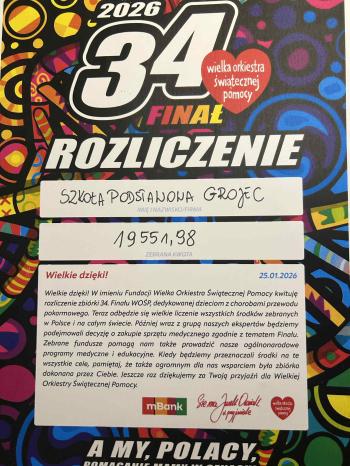 2026
34
wielka orkiestra
świątecznej
pomocy
FINAŁ
ROZLICZENIE
SZKOŁA PODSTAWOWA GROJEC
IMIĘ I NAZWISKO/FIRMA
19551,98
ZEBRANA KWOTA
Wielkie dzięki! 25.01.2026
Wielkie dzięki! W imieniu Fundacji Wielka Orkiestra Świątecznej Pomocy kwituję
rozliczenie zbiórki 34. Finału WOŚP, dedykowanej dzieciom z chorobami przewodu
pokarmowego. Teraz odbędzie się wielkie liczenie wszystkich środków zebranych
w Polsce i na całym świecie. Później wraz z grupą naszych ekspertów będziemy
podejmowali decyzję o zakupie sprzętu medycznego zgodnie z tematem Finału.
Zebrane fundusze pomogą nam także prowadzić nasze ogólnonarodowe
programy medyczne i edukacyjne. Kiedy będziemy przeznaczali środki na te
wszystkie cele, pamiętaj, że także ogromnym dla nas wsparciem była zbiórka
dokonana przez Ciebie. Jeszcze raz dziękujemy za Twoją przyjaźń dla Wielkiej
Orkiestry Świątecznej Pomocy.
mBank
wielka orkiestra
świątecznej
pomocy
A MY, POLACY,